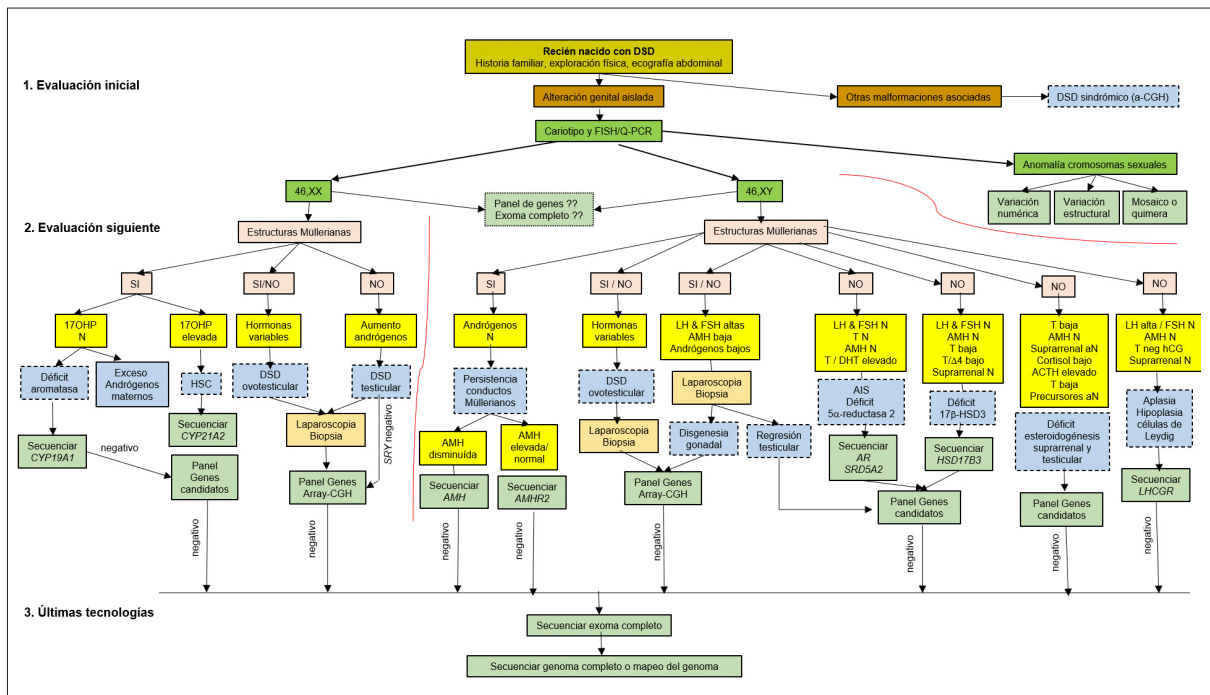 Recién nacido con DSD
Historia familiar, exploración física, ecografía abdominal
1. Evaluación inicial
Alteración genital aislada
Otras malformaciones asociadas
DSD sindrómico (a-CGH)
Cariotipo y FISH/Q-PCR
Anomalía cromosomas sexuales
46,XX
46,XY
Panel de genes ??
Exoma completo ??
Variación
numérica
Variación
estructural
Mosaico o
quimera
2. Evaluación siguiente
Estructuras Müllerianas
Estructuras Müllerianas
SI
SI/NO
NO
SI
SI / NO
SI / NO
NO
NO
NO
NO
17OHP
N
17OHP
elevada
Hormonas
variables
Aumento
andrógenos
Andrógenos
N
Hormonas
variables
LH & FSH altas
AMH baja
Andrógenos bajos
LH & FSH N
T N
AMH N
T / DHT elevado
LH & FSH N
AMH N
T baja
T/Δ4 bajo
Suprarrenal N
T baja
AMH N
Suprarrenal aN
Cortisol bajo
ACTH elevado
T baja
Precursores aN
LH alta / FSH N
AMH N
T neg hCG
Suprarrenal N
Déficit
aromatasa
Exceso
Andrógenos
maternos
HSC
DSD
ovotesticular
DSD
testicular
Persistencia
conductos
Müllerianos
DSD
ovotesticular
Laparoscopia
Biopsia
AIS
Déficit
5α-reductasa 2
Déficit
17β-HSD3
Aplasia
Hipoplasia
células de
Leydig
Secuenciar
CYP19A1
negativo
Secuenciar
CYP21A2
Laparoscopia
Biopsia
SRY negativo
AMH
disminuída
AMH
elevada/
normal
Laparoscopia
Biopsia
Disgenesia
gonadal
Regresión
testicular
Secuenciar
AR
SRD5A2
Secuenciar
HSD17B3
Déficit
esteroidogénesis
suprarrenal y
testicular
Panel
Genes
candidatos
Panel Genes
Array-CGH
Secuenciar
AMH
Secuenciar
AMHR2
Panel Genes
Array-CGH
Panel Genes
candidatos
Panel Genes
candidatos
Secuenciar
LHCGR
negativo
negativo
negativo
negativo
negativo
negativo
negativo
negativo
3. Últimas tecnologías
Secuenciar exoma completo
Secuenciar genoma completo o mapeo del genoma